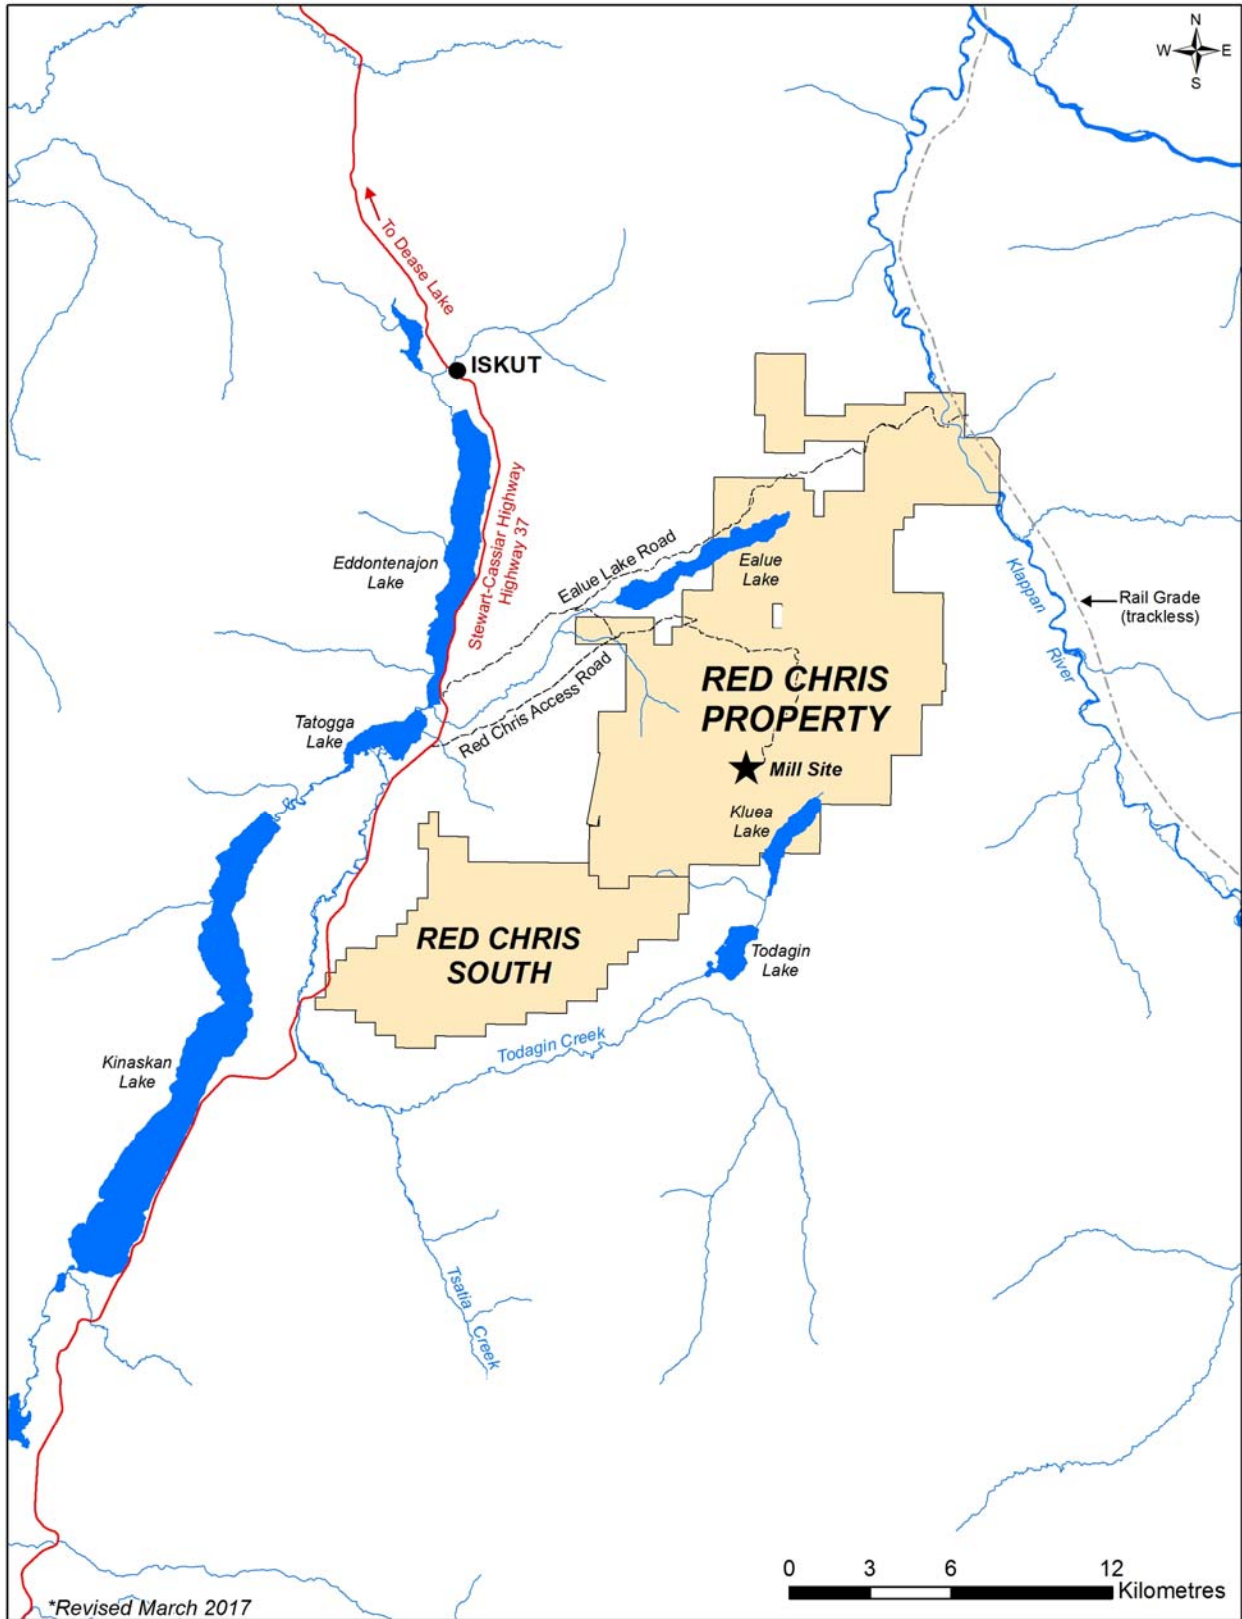 N
W E
S
To Dease Lake
ISKUT
Stewart-Cassiar Highway
Highway 37
Eddontenajon
Lake
Ealue Lake Road
Ealue
Lake
Klappan
River
Rail Grade
(trackless)
Red Chris Access Road
RED CHRIS
PROPERTY
Tatogga
Lake
Mill Site
Kluea
Lake
RED CHRIS
SOUTH
Todagin
Lake
Todagin Creek
Kinaskan
Lake
Tsatia Creek
0 3 6 12
Kilometres
*Revised March 2017